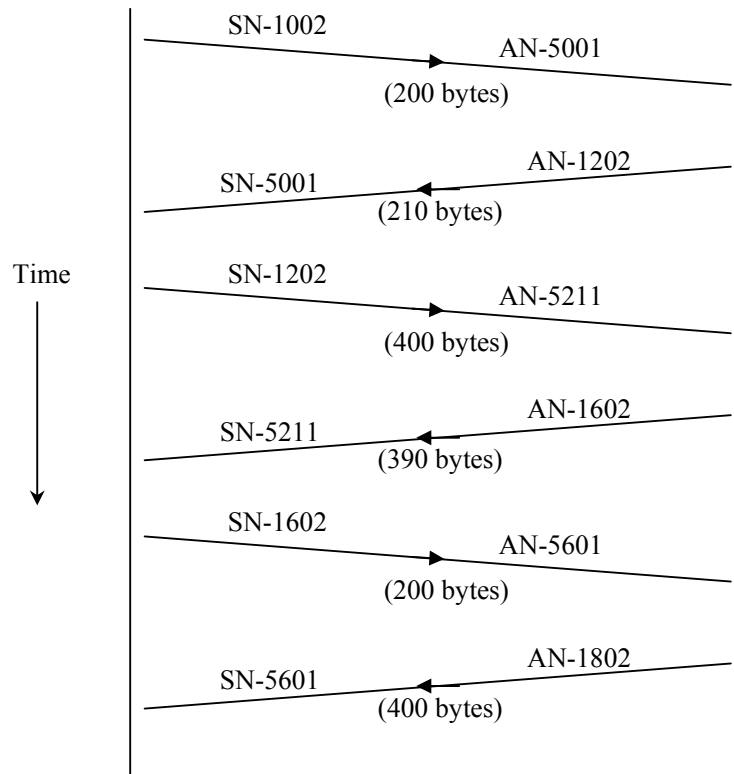 SN-1002
AN-5001
(200 bytes)
AN-1202
SN-5001
(210 bytes)
Time
SN-1202
AN-5211
(400 bytes)
AN-1602
SN-5211
(390 bytes)
SN-1602
AN-5601
(200 bytes)
AN-1802
SN-5601
(400 bytes)